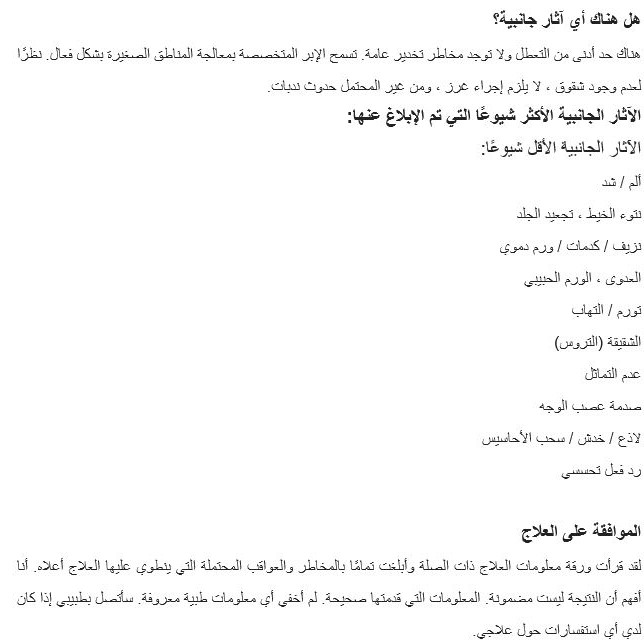 هل هناك أي آثار جانبية؟
هناك حد أدنى من التعطل ولا توجد مخاطر تخدير عامة. تسمح الإبر المتخصصة بمعالجة المناطق الصغيرة بشكل فعال. نظرًا
لعدم وجود شقوق ، لا يلزم إجراء غرز ، ومن غير المحتمل حدوث ندبات.
الآثار الجانبية الأكثر شيوعًا التي تم الإبلاغ عنها:
الآثار الجانبية الأقل شيوعًا:
ألم / شد
نتوء الخيط ، تجعيد الجلد
نزيف / كدمات / ورم دموي
العدوى ، الورم الحبيبي
تورم / التهاب
الشقيقة (التروس)
عدم التماثل
صدمة عصب الوجه
لاذع / خدش / سحب الأحاسيس
رد فعل تحسسي
الموافقة على العلاج
لقد قرأت ورقة معلومات العلاج ذات الصلة وأبلغت تمامًا بالمخاطر والعواقب المحتملة التي ينطوي عليها العلاج أعلاه. أنا
أفهم أن النتيجة ليست مضمونة. المعلومات التي قدمتها صحيحة. لم أخفي أي معلومات طبية معروفة. سأتصل بطبيبي إذا كان
لدي أي استفسارات حول علاجي.